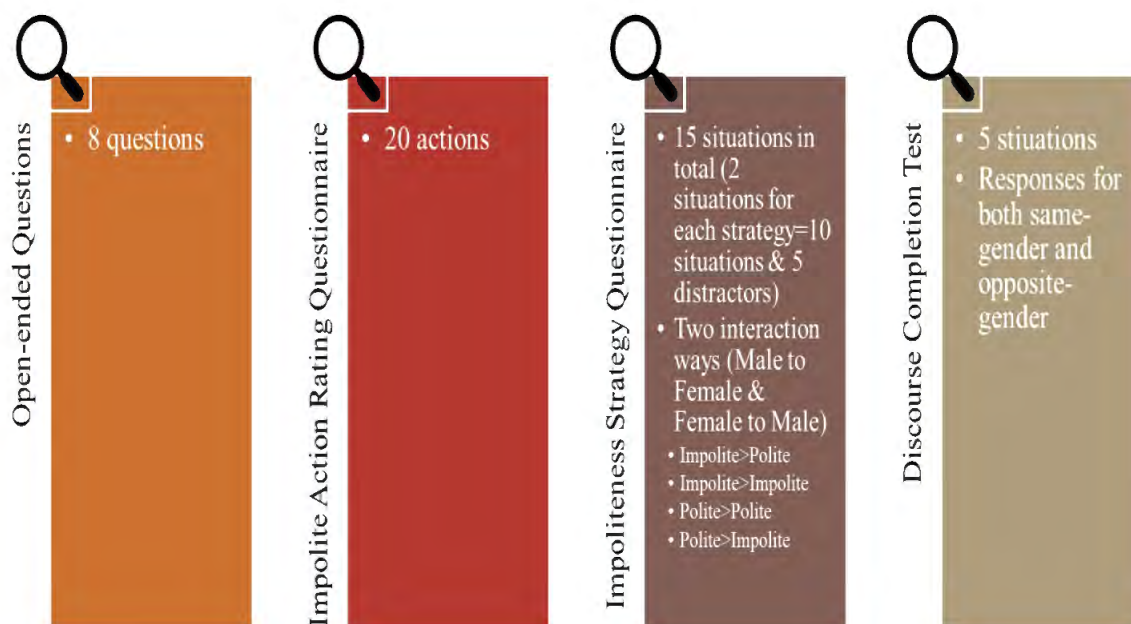 Open-ended Questions
• 8 questions
Impolite Action Rating Questionnaire
• 20 actions
Impoliteness Strategy Questionnaire
• 15 situations in
total (2
situations for
each strategy=10
situations & 5
distractors)
• Two interaction
ways (Male to
Female &
Female to Male)
• Impolite>Polite
• Impolite>Impolite
• Polite>Polite
• Polite>Impolite
Discourse Completion Test
• 5 stiuations
• Responses for
both same-
gender and
opposite-
gender